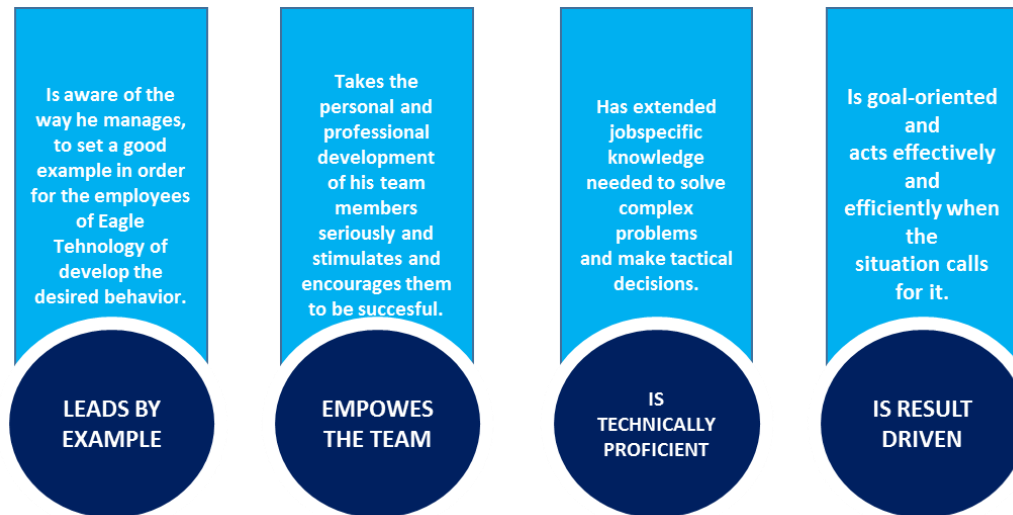 Is aware of the
way he manages,
to set a good
example in order
for the employees
of Eagle
Tehnology of
develop the
desired behavior.
LEADS BY
EXAMPLE
Takes the
personal and
professional
development
of his team
members
seriously and
stimulates and
encourages them
to be succesful.
EMPOWES
THE TEAM
Has extended
jobspecific
knowledge
needed to solve
complex
problems
and make tactical
decisions.
IS
TECHNICALLY
PROFICIENT
Is goal-oriented
and
acts effectively
and
efficiently when
the
situation calls
for it.
IS RESULT
DRIVEN